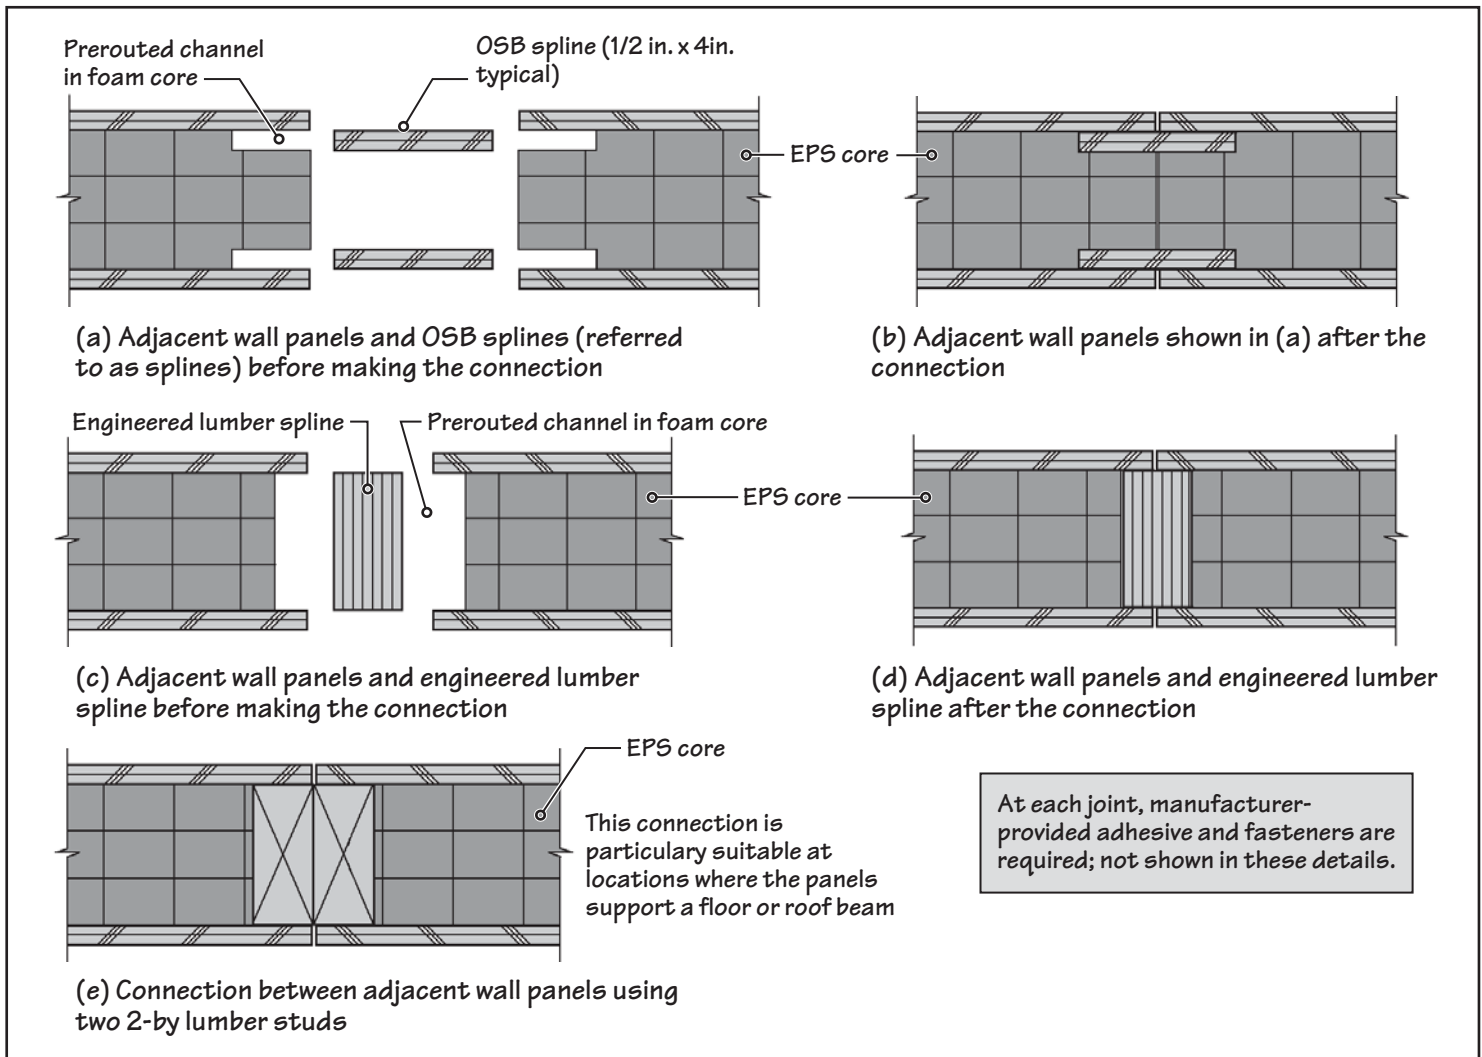 Prerouted channel
in foam core
OSB spline (1/2 in. x 4in.
typical)
EPS core
(a) Adjacent wall panels and OSB splines (referred
to as splines) before making the connection
(b) Adjacent wall panels shown in (a) after the
connection
Engineered lumber spline
Prerouted channel in foam core
EPS core
(c) Adjacent wall panels and engineered lumber
spline before making the connection
(d) Adjacent wall panels and engineered lumber
spline after the connection
EPS core
This connection is
particulary suitable at
locations where the panels
support a floor or roof beam
At each joint, manufacturer-
provided adhesive and fasteners are
required; not shown in these details.
(e) Connection between adjacent wall panels using
two 2-by lumber studs